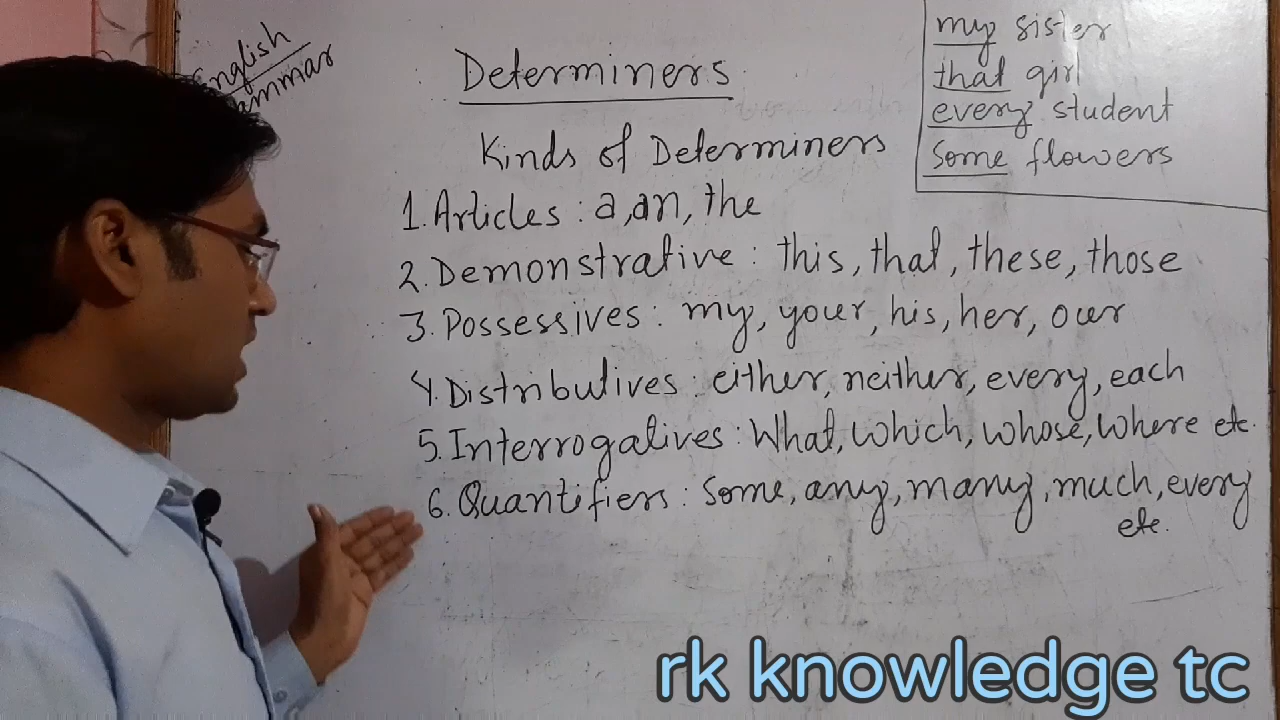 English
Grammar
Determiners
my sister
that girl
every student
some flowers
Kinds of Determiners
1. Articles : a, an, the
2. Demonstrative : this, that, these, those
3. Possessives : my, your, his, her, our
4. Distributives : either, neither, every, each
5. Interrogatives : What, which, whose, where etc.
6. Quantifiers : some, any, many, much, every
etc.
rk knowledge tc